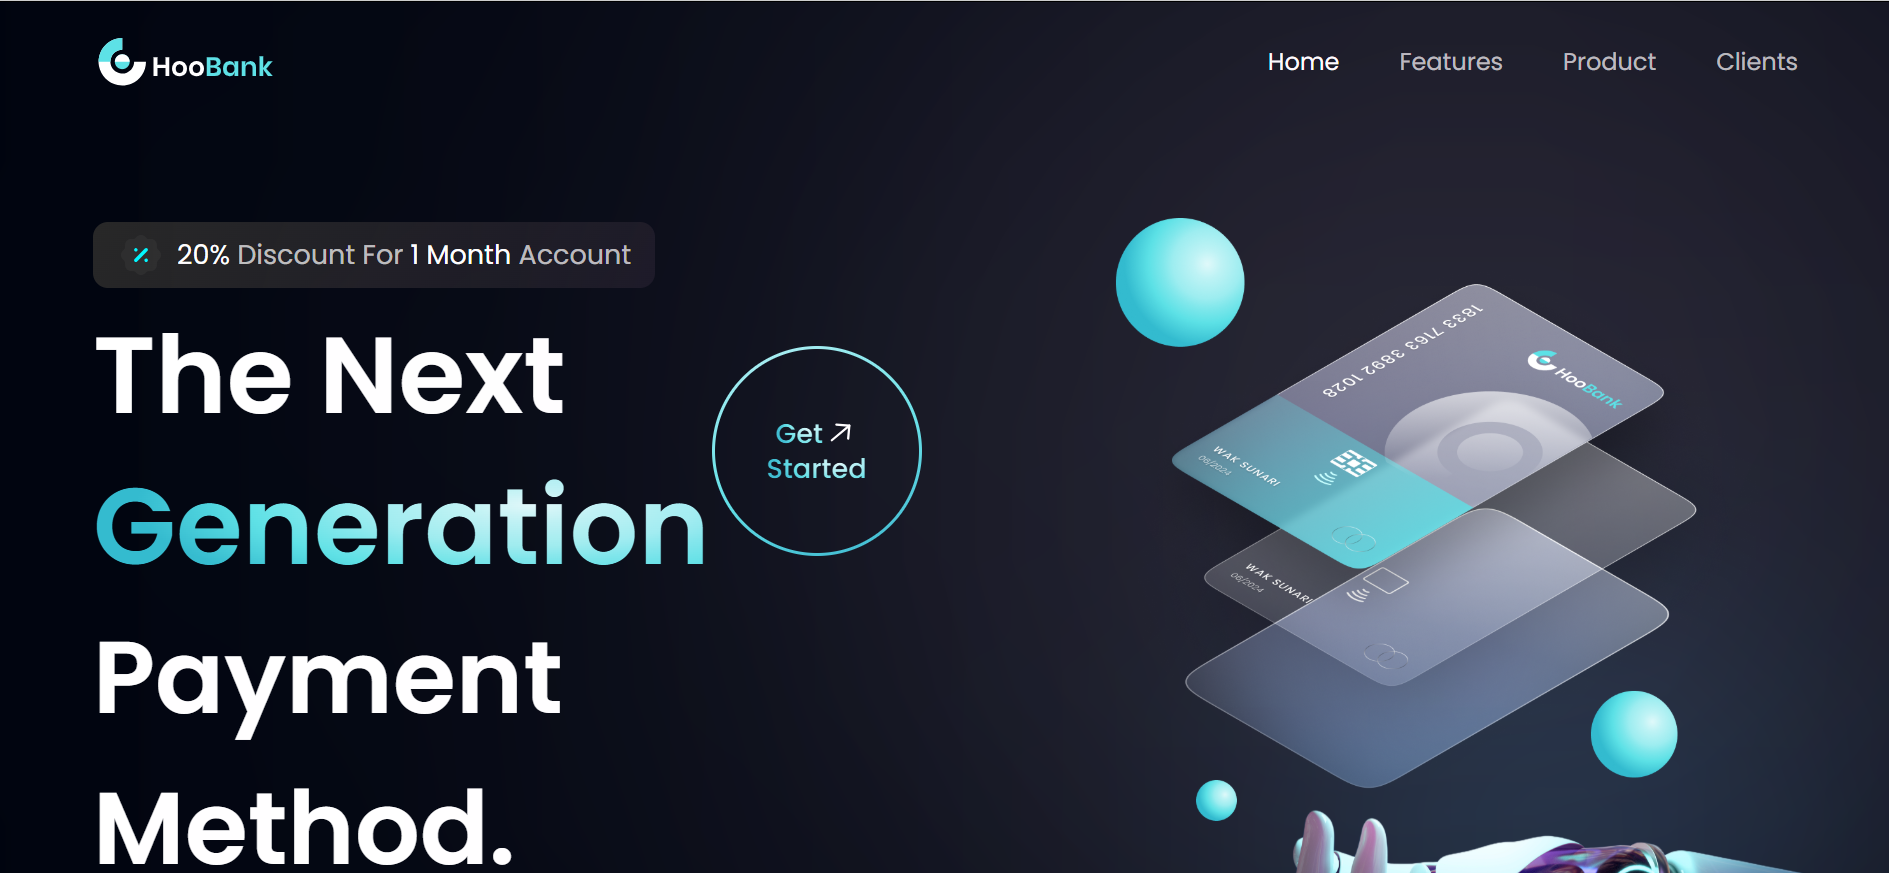 HooBank
Home Features Product Clients
20% Discount For 1 Month Account
The Next
Generation
Payment
Method.
Get
Started
1833 7163 3892 1028
HooBank
WAK SUNARI
08/2024
WAK SUNARI
08/2024